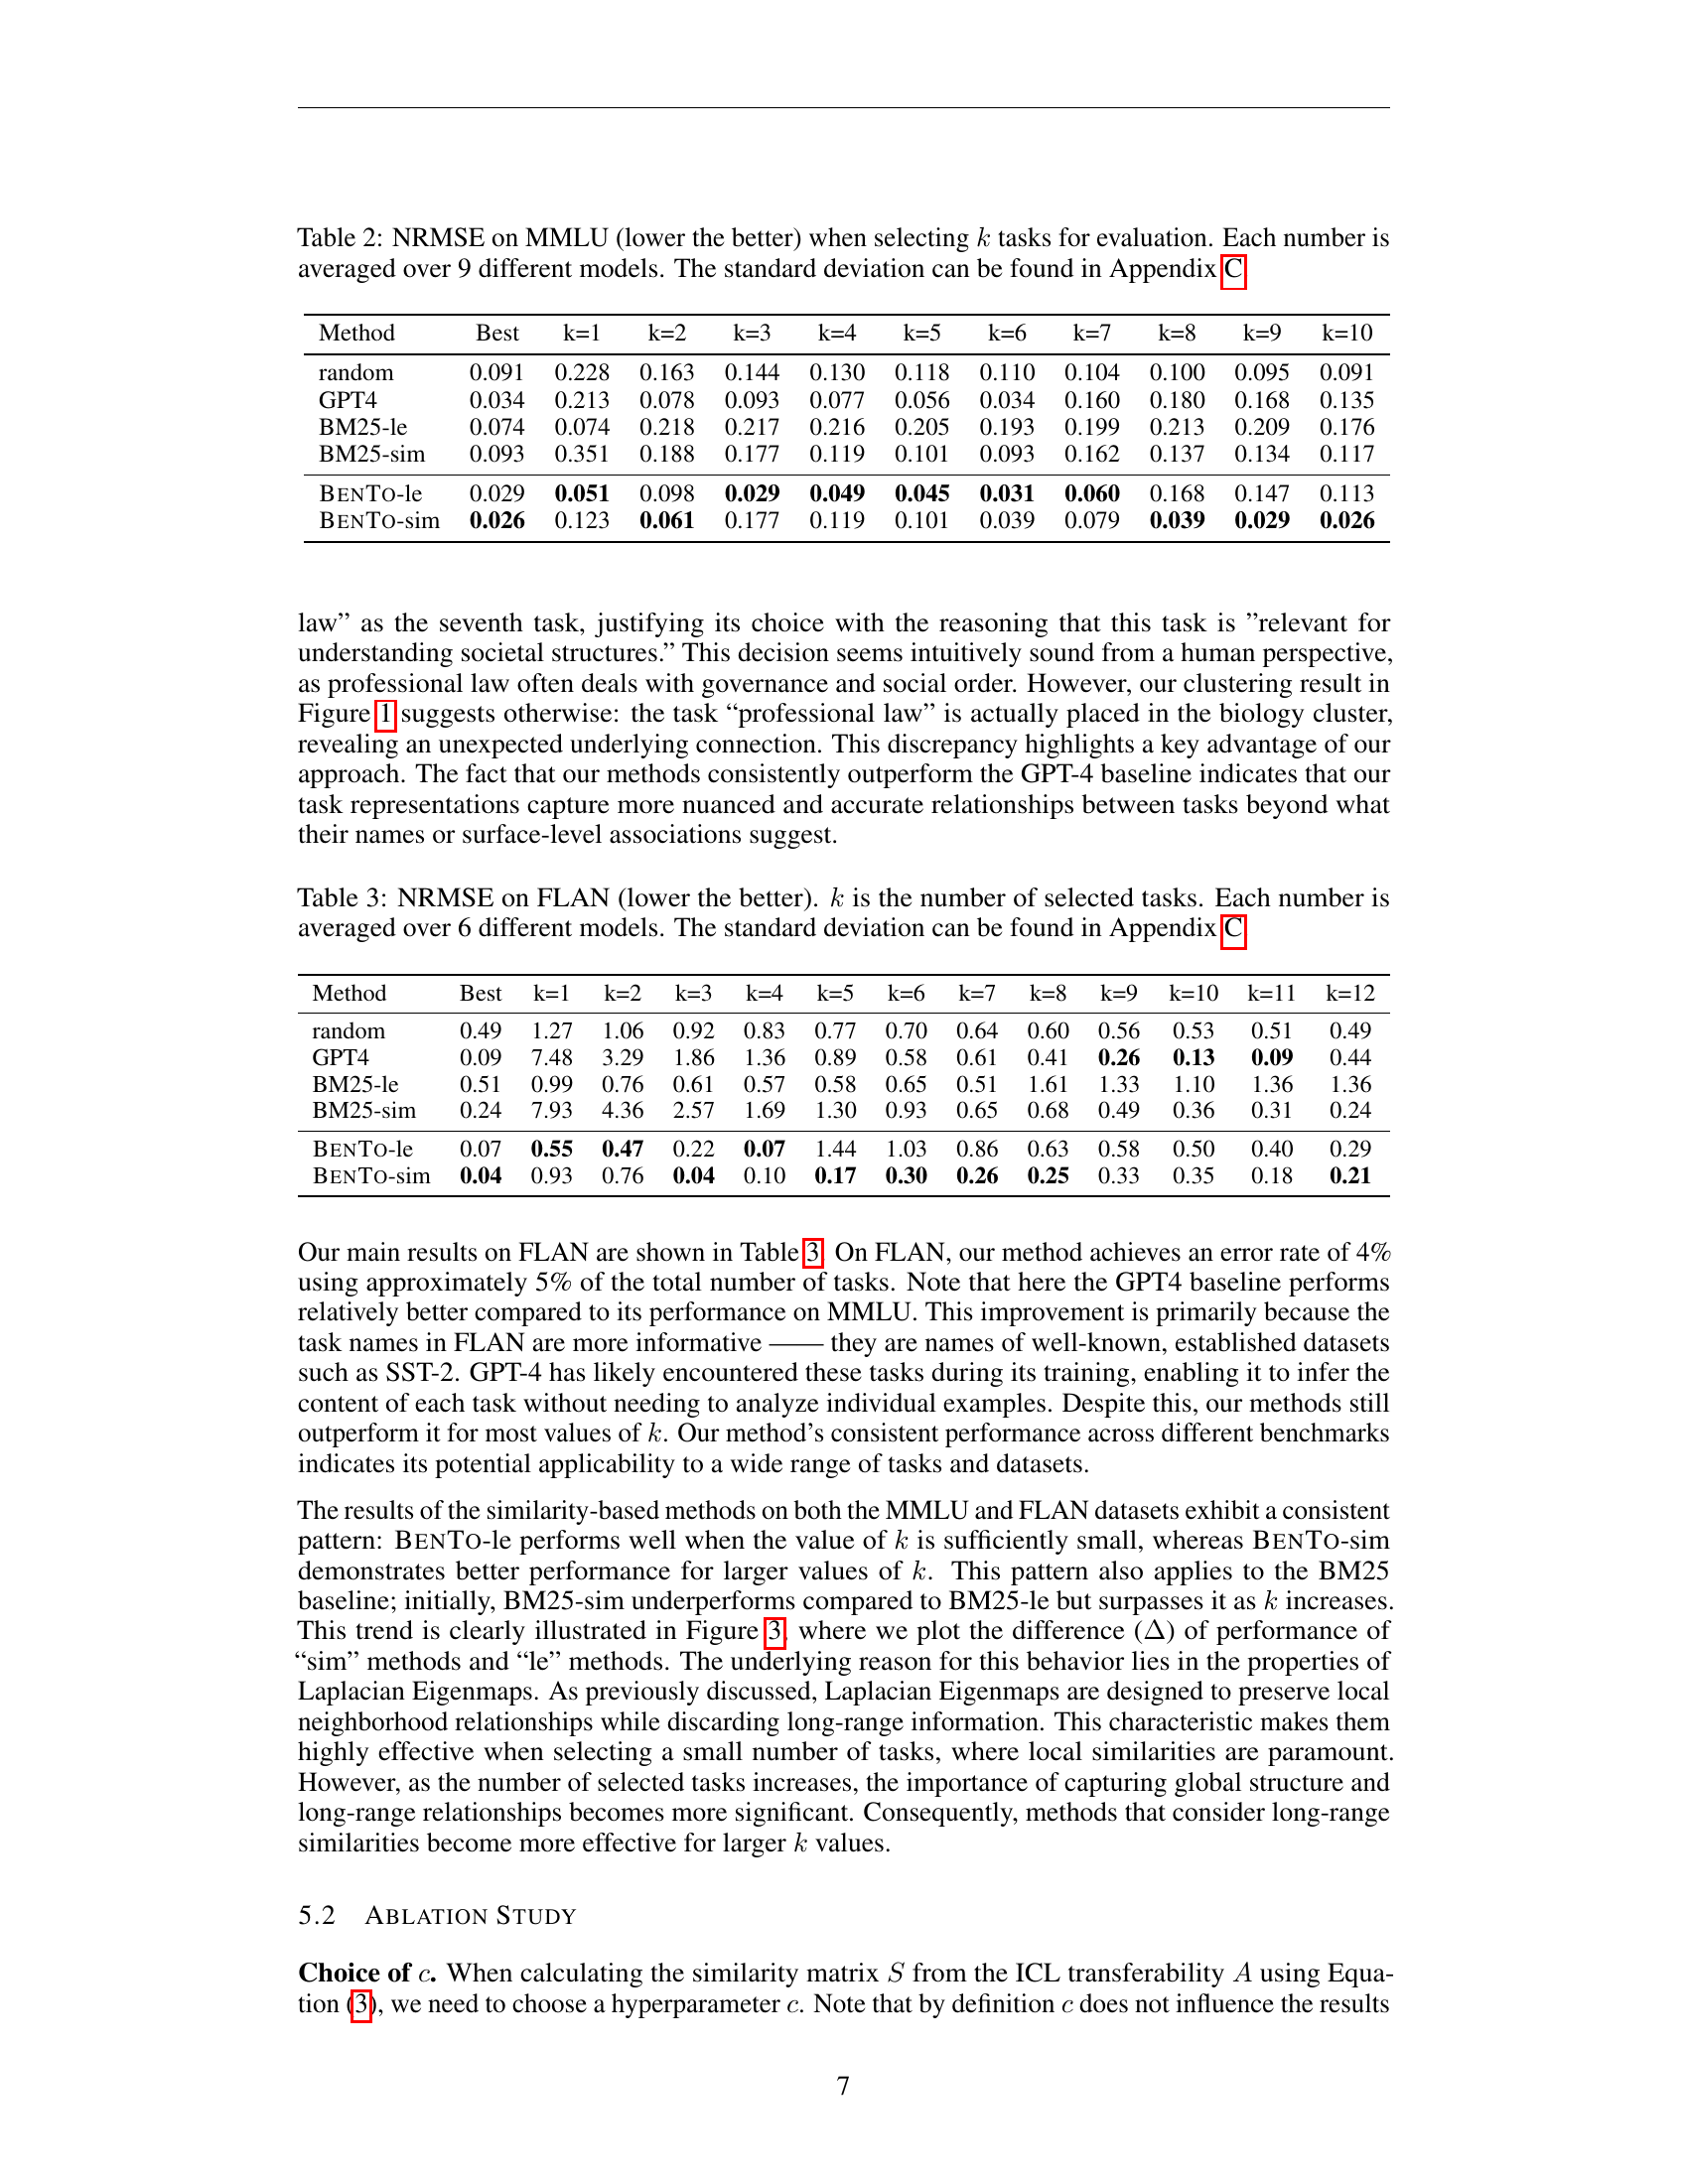 Table 2: NRMSE on MMLU (lower the better) when selecting k tasks for evaluation. Each number is
averaged over 9 different models. The standard deviation can be found in Appendix C
Method Best k=1 k=2 k=3 k=4 k=5 k=6 k=7 k=8 k=9 k=10
random 0.091 0.228 0.163 0.144 0.130 0.118 0.110 0.104 0.100 0.095 0.091
GPT4 0.034 0.213 0.078 0.093 0.077 0.056 0.034 0.160 0.180 0.168 0.135
BM25-le 0.074 0.074 0.218 0.217 0.216 0.205 0.193 0.199 0.213 0.209 0.176
BM25-sim 0.093 0.351 0.188 0.177 0.119 0.101 0.093 0.162 0.137 0.134 0.117
BENTO-le 0.029 0.051 0.098 0.029 0.049 0.045 0.031 0.060 0.168 0.147 0.113
BENTO-sim 0.026 0.123 0.061 0.177 0.119 0.101 0.039 0.079 0.039 0.029 0.026
law” as the seventh task, justifying its choice with the reasoning that this task is ”relevant for
understanding societal structures.” This decision seems intuitively sound from a human perspective,
as professional law often deals with governance and social order. However, our clustering result in
Figure 1 suggests otherwise: the task “professional law” is actually placed in the biology cluster,
revealing an unexpected underlying connection. This discrepancy highlights a key advantage of our
approach. The fact that our methods consistently outperform the GPT-4 baseline indicates that our
task representations capture more nuanced and accurate relationships between tasks beyond what
their names or surface-level associations suggest.
Table 3: NRMSE on FLAN (lower the better). k is the number of selected tasks. Each number is
averaged over 6 different models. The standard deviation can be found in Appendix C
Method Best k=1 k=2 k=3 k=4 k=5 k=6 k=7 k=8 k=9 k=10 k=11 k=12
random 0.49 1.27 1.06 0.92 0.83 0.77 0.70 0.64 0.60 0.56 0.53 0.51 0.49
GPT4 0.09 7.48 3.29 1.86 1.36 0.89 0.58 0.61 0.41 0.26 0.13 0.09 0.44
BM25-le 0.51 0.99 0.76 0.61 0.57 0.58 0.65 0.51 1.61 1.33 1.10 1.36 1.36
BM25-sim 0.24 7.93 4.36 2.57 1.69 1.30 0.93 0.65 0.68 0.49 0.36 0.31 0.24
BENTO-le 0.07 0.55 0.47 0.22 0.07 1.44 1.03 0.86 0.63 0.58 0.50 0.40 0.29
BENTO-sim 0.04 0.93 0.76 0.04 0.10 0.17 0.30 0.26 0.25 0.33 0.35 0.18 0.21
Our main results on FLAN are shown in Table 3 On FLAN, our method achieves an error rate of 4%
using approximately 5% of the total number of tasks. Note that here the GPT4 baseline performs
relatively better compared to its performance on MMLU. This improvement is primarily because the
task names in FLAN are more informative —— they are names of well-known, established datasets
such as SST-2. GPT-4 has likely encountered these tasks during its training, enabling it to infer the
content of each task without needing to analyze individual examples. Despite this, our methods still
outperform it for most values of k. Our method’s consistent performance across different benchmarks
indicates its potential applicability to a wide range of tasks and datasets.
The results of the similarity-based methods on both the MMLU and FLAN datasets exhibit a consistent
pattern: BENTO-le performs well when the value of k is sufficiently small, whereas BENTO-sim
demonstrates better performance for larger values of k. This pattern also applies to the BM25
baseline; initially, BM25-sim underperforms compared to BM25-le but surpasses it as k increases.
This trend is clearly illustrated in Figure 3, where we plot the difference (Δ) of performance of
“sim” methods and “le” methods. The underlying reason for this behavior lies in the properties of
Laplacian Eigenmaps. As previously discussed, Laplacian Eigenmaps are designed to preserve local
neighborhood relationships while discarding long-range information. This characteristic makes them
highly effective when selecting a small number of tasks, where local similarities are paramount.
However, as the number of selected tasks increases, the importance of capturing global structure and
long-range relationships becomes more significant. Consequently, methods that consider long-range
similarities become more effective for larger k values.
5.2 ABLATION STUDY
Choice of c. When calculating the similarity matrix S from the ICL transferability A using Equa-
tion (3), we need to choose a hyperparameter c. Note that by definition c does not influence the results
7